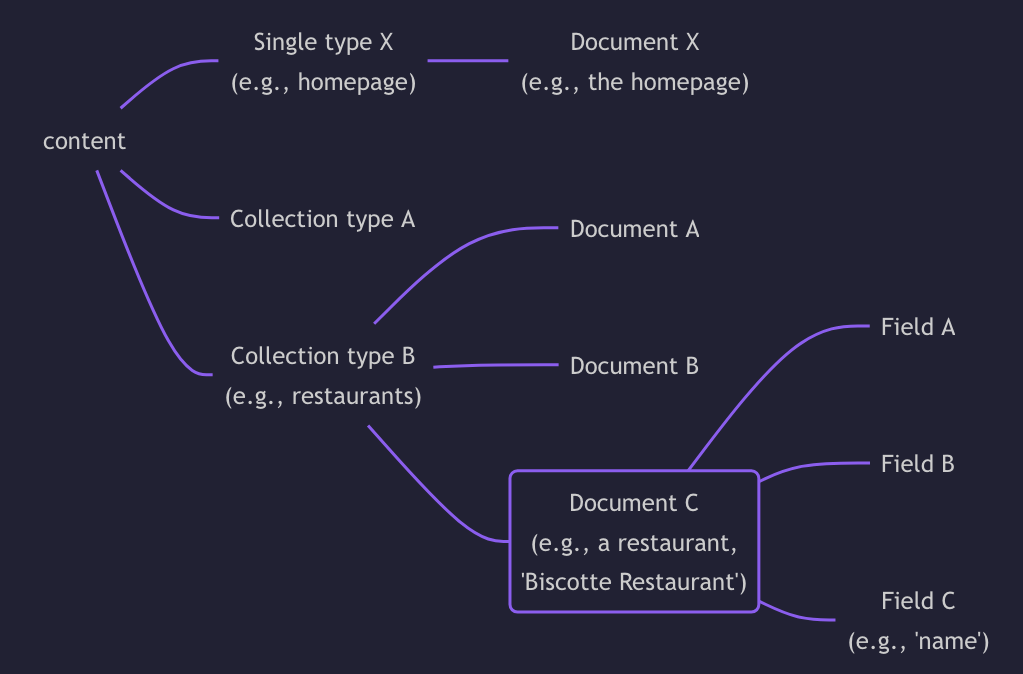 Single type X
(e.g., homepage)
Document X
(e.g., the homepage)
content
Collection type A
Document A
Collection type B
(e.g., restaurants)
Document B
Document C
(e.g., a restaurant,
'Biscotte Restaurant')
Field A
Field B
Field C
(e.g., 'name')